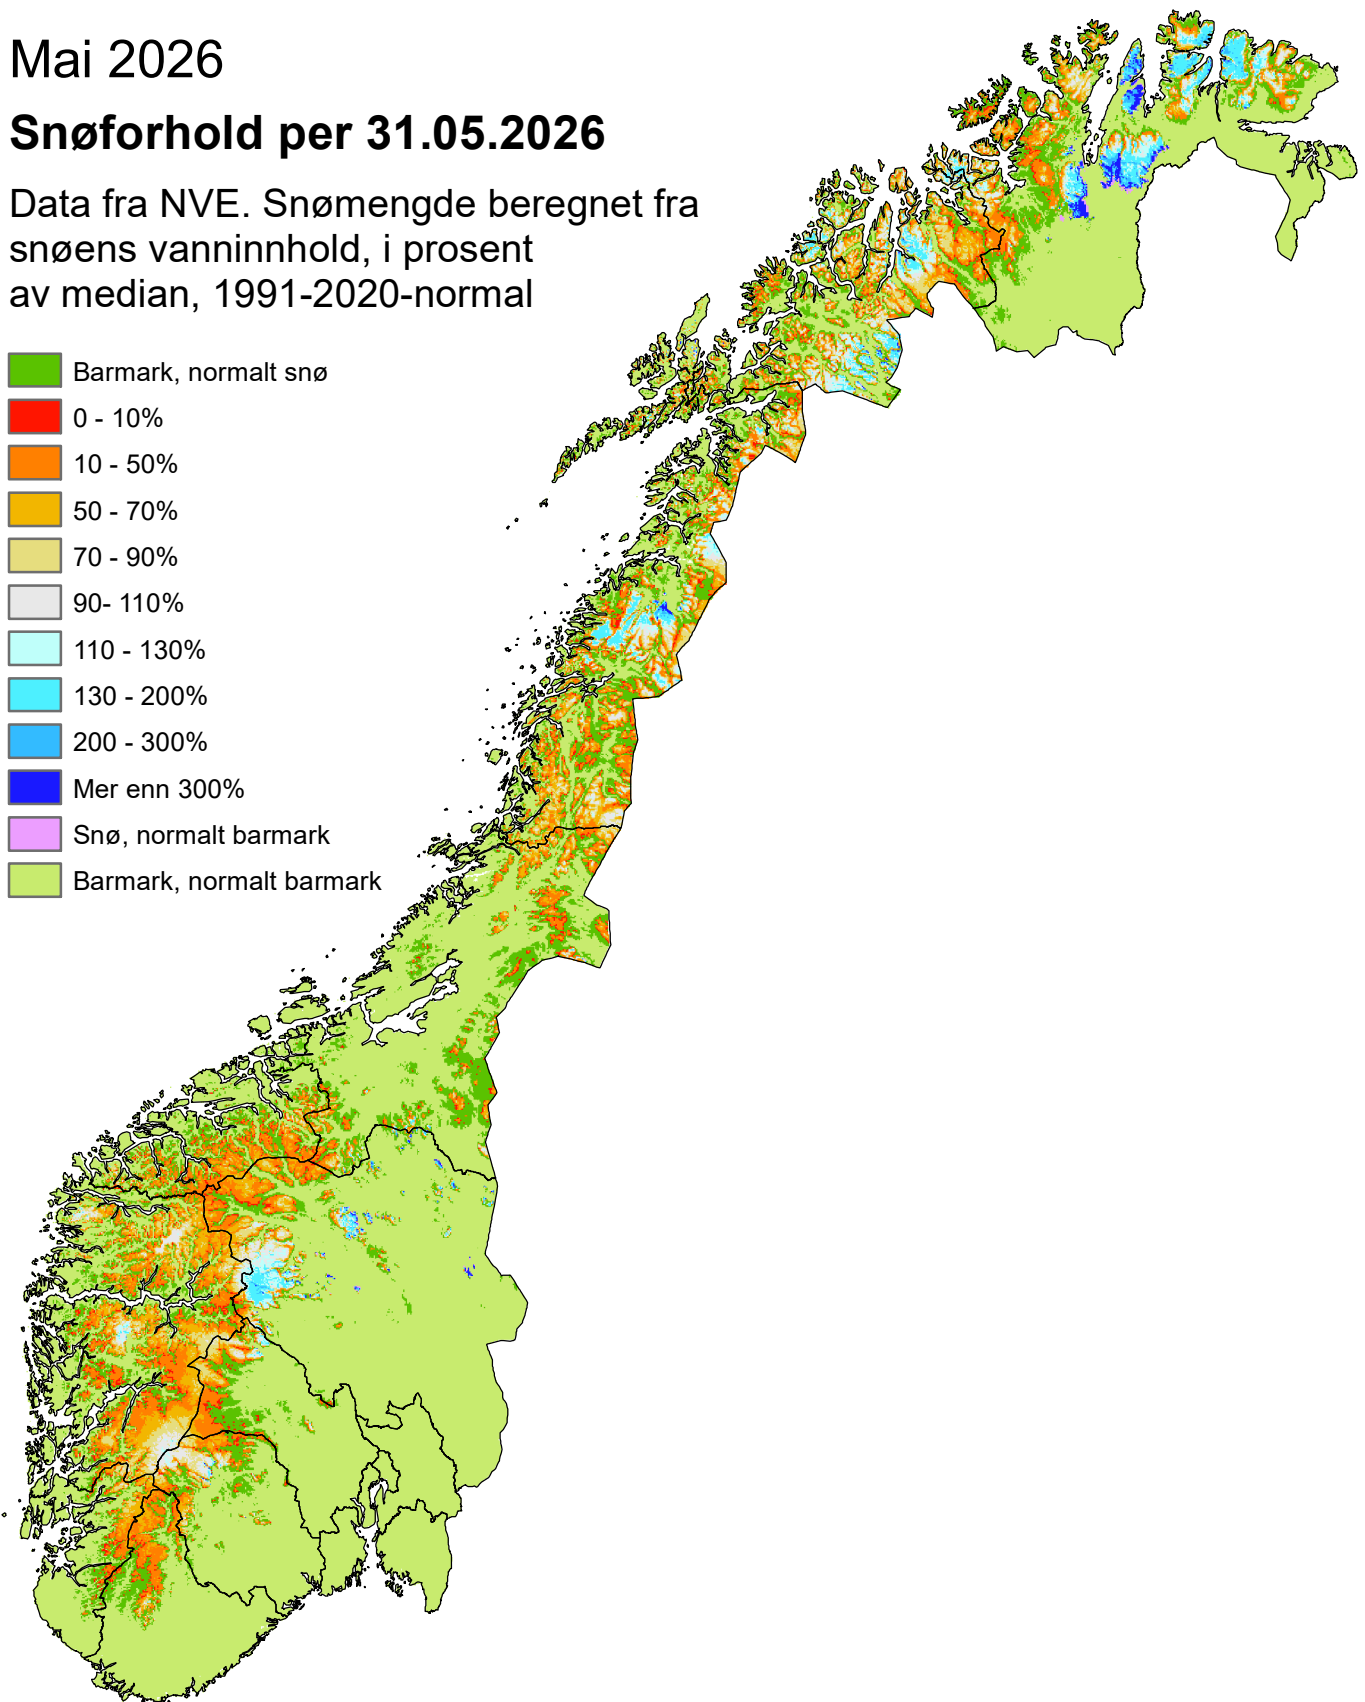 Mai 2026
Snøforhold per 31.05.2026
Data fra NVE. Snømengde beregnet fra
snøens vanninnhold, i prosent
av median, 1991-2020-normal
Barmark, normalt snø
0 - 10%
10 - 50%
50 - 70%
70 - 90%
90- 110%
110 - 130%
130 - 200%
200 - 300%
Mer enn 300%
Snø, normalt barmark
Barmark, normalt barmark